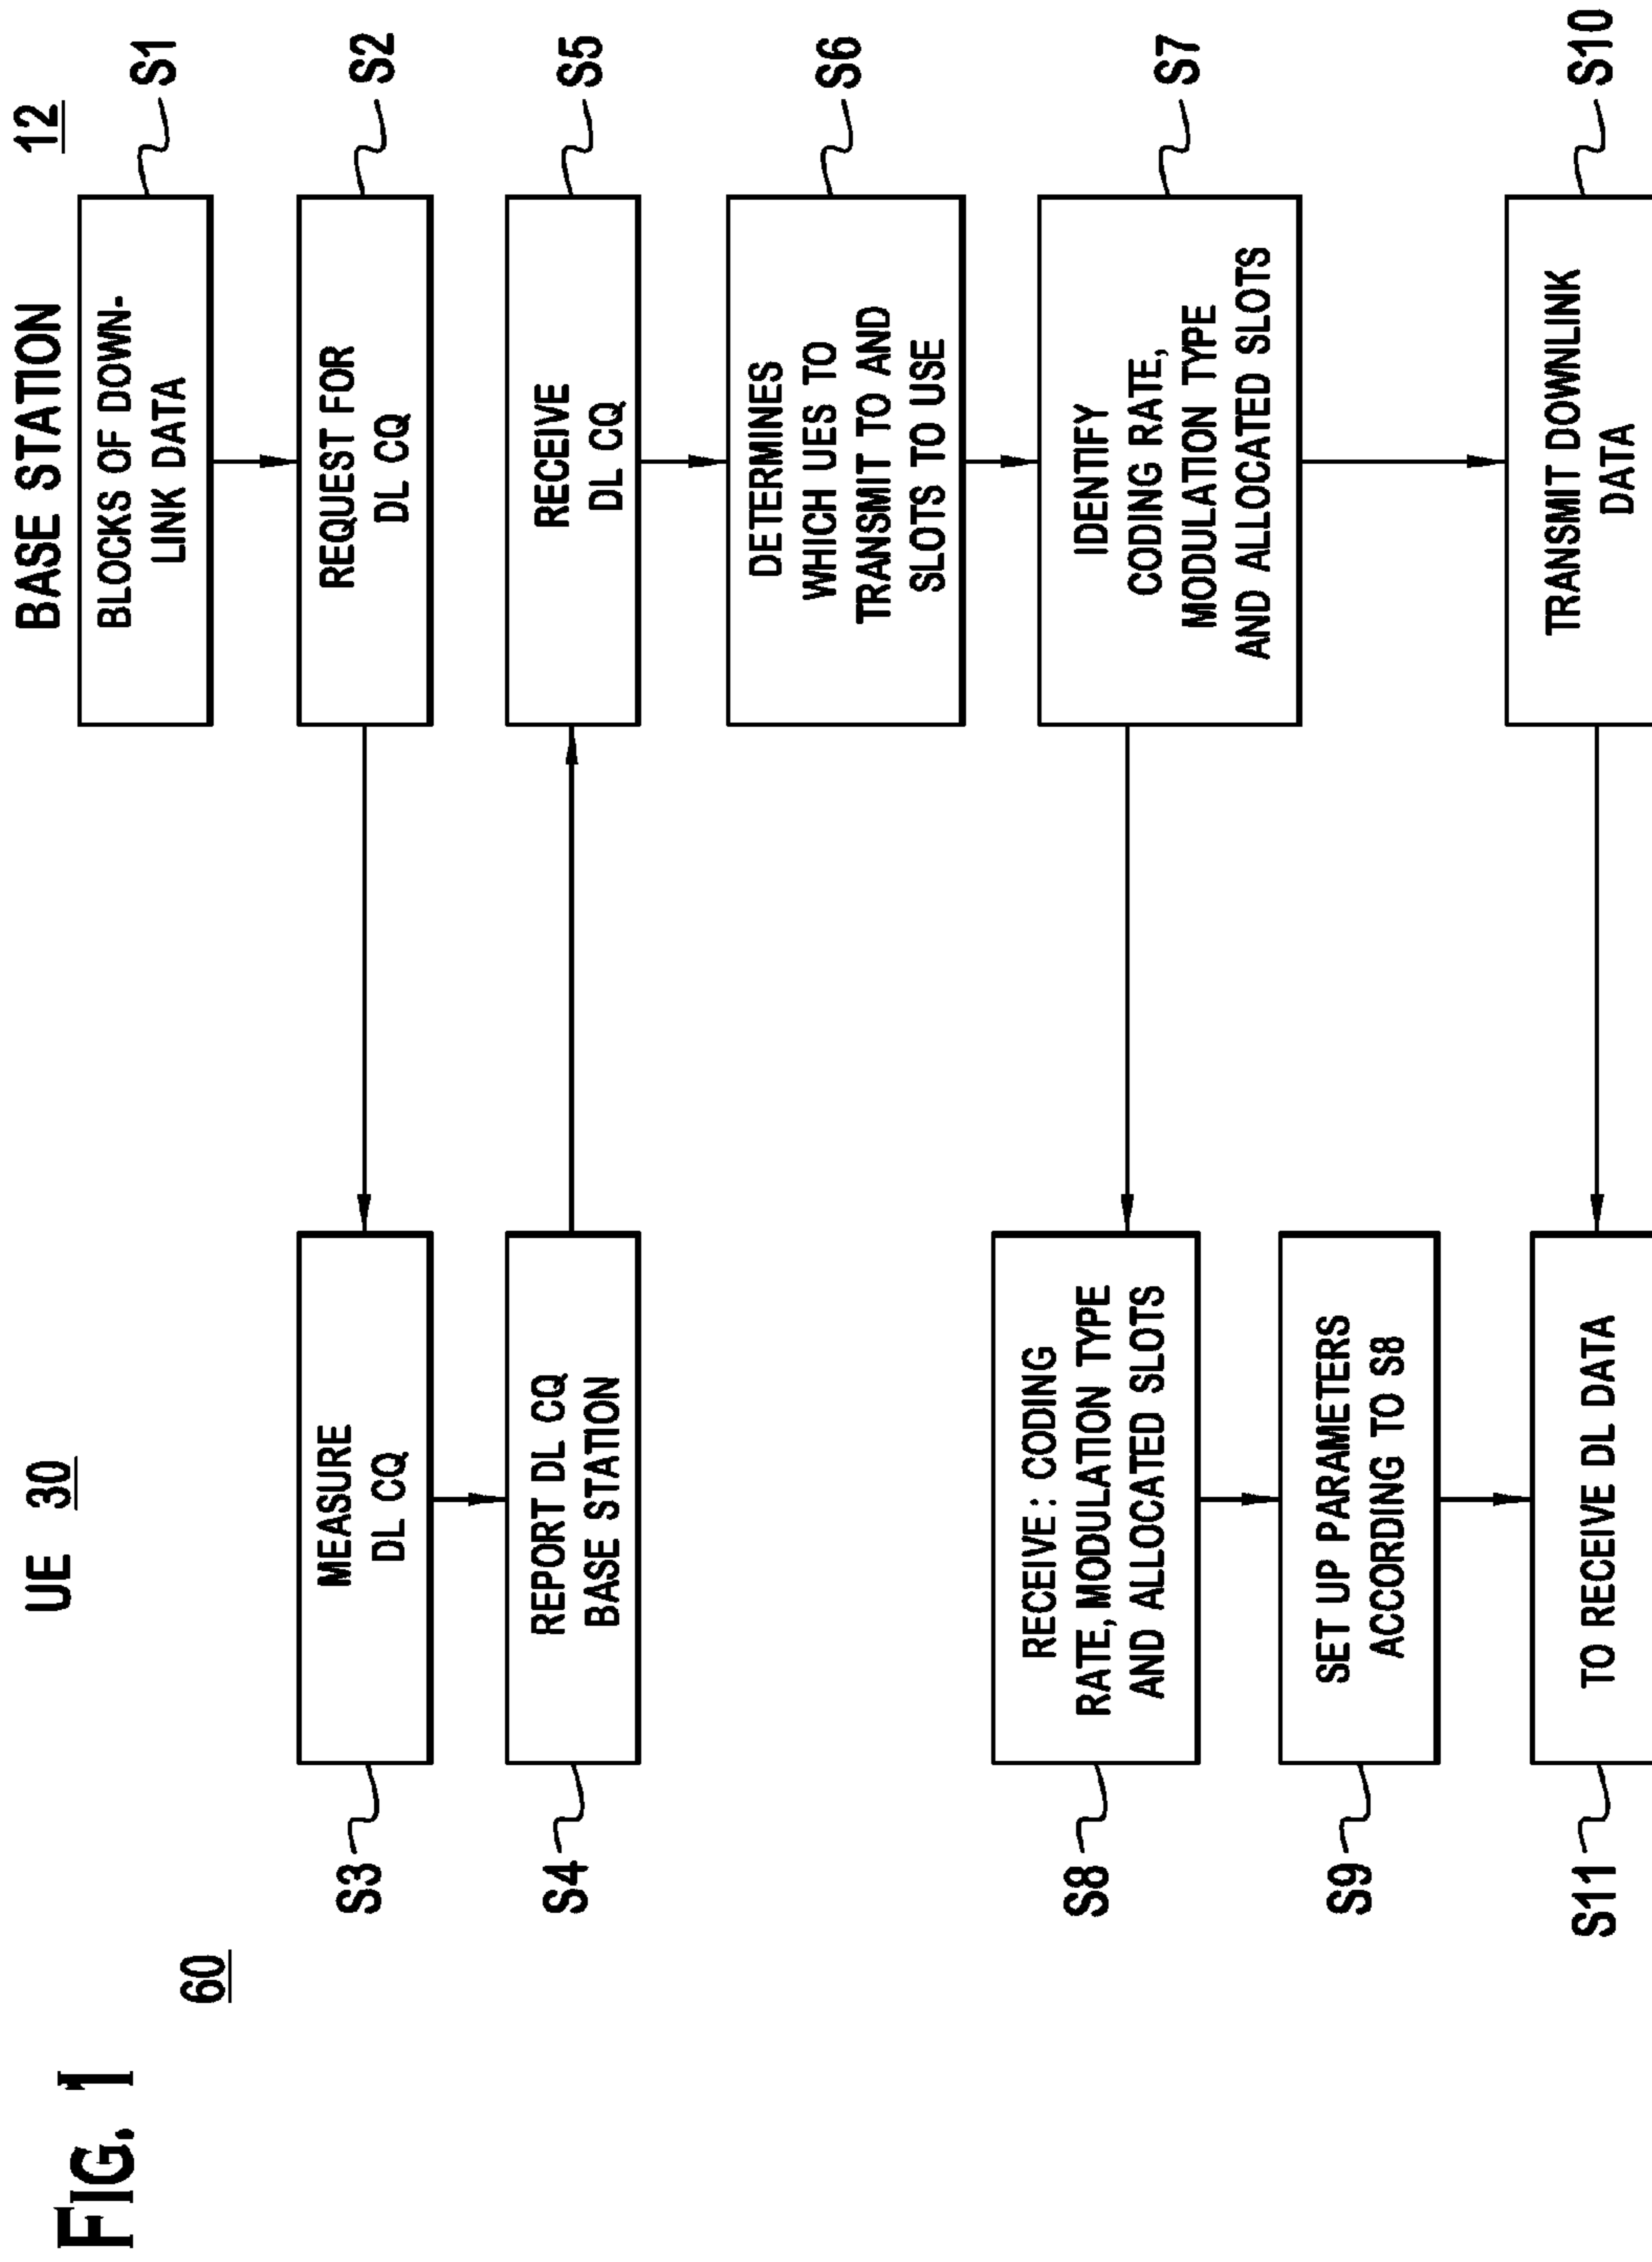 FIG. 1
60
UE 30
BASE STATION 12
BLOCKS OF DOWN-
LINK DATA
S1
REQUEST FOR
DL CQ
S2
S3
MEASURE
DL CQ
S4
REPORT DL CQ
BASE STATION
RECEIVE
DL CQ
S5
DETERMINES
WHICH UES TO
TRANSMIT TO AND
SLOTS TO USE
S6
IDENTIFY
CODING RATE,
MODULATION TYPE
AND ALLOCATED SLOTS
S7
S8
RECEIVE: CODING
RATE, MODULATION TYPE
AND ALLOCATED SLOTS
S9
SET UP PARAMETERS
ACCORDING TO S8
TRANSMIT DOWNLINK
DATA
S10
S11
TO RECEIVE DL DATA